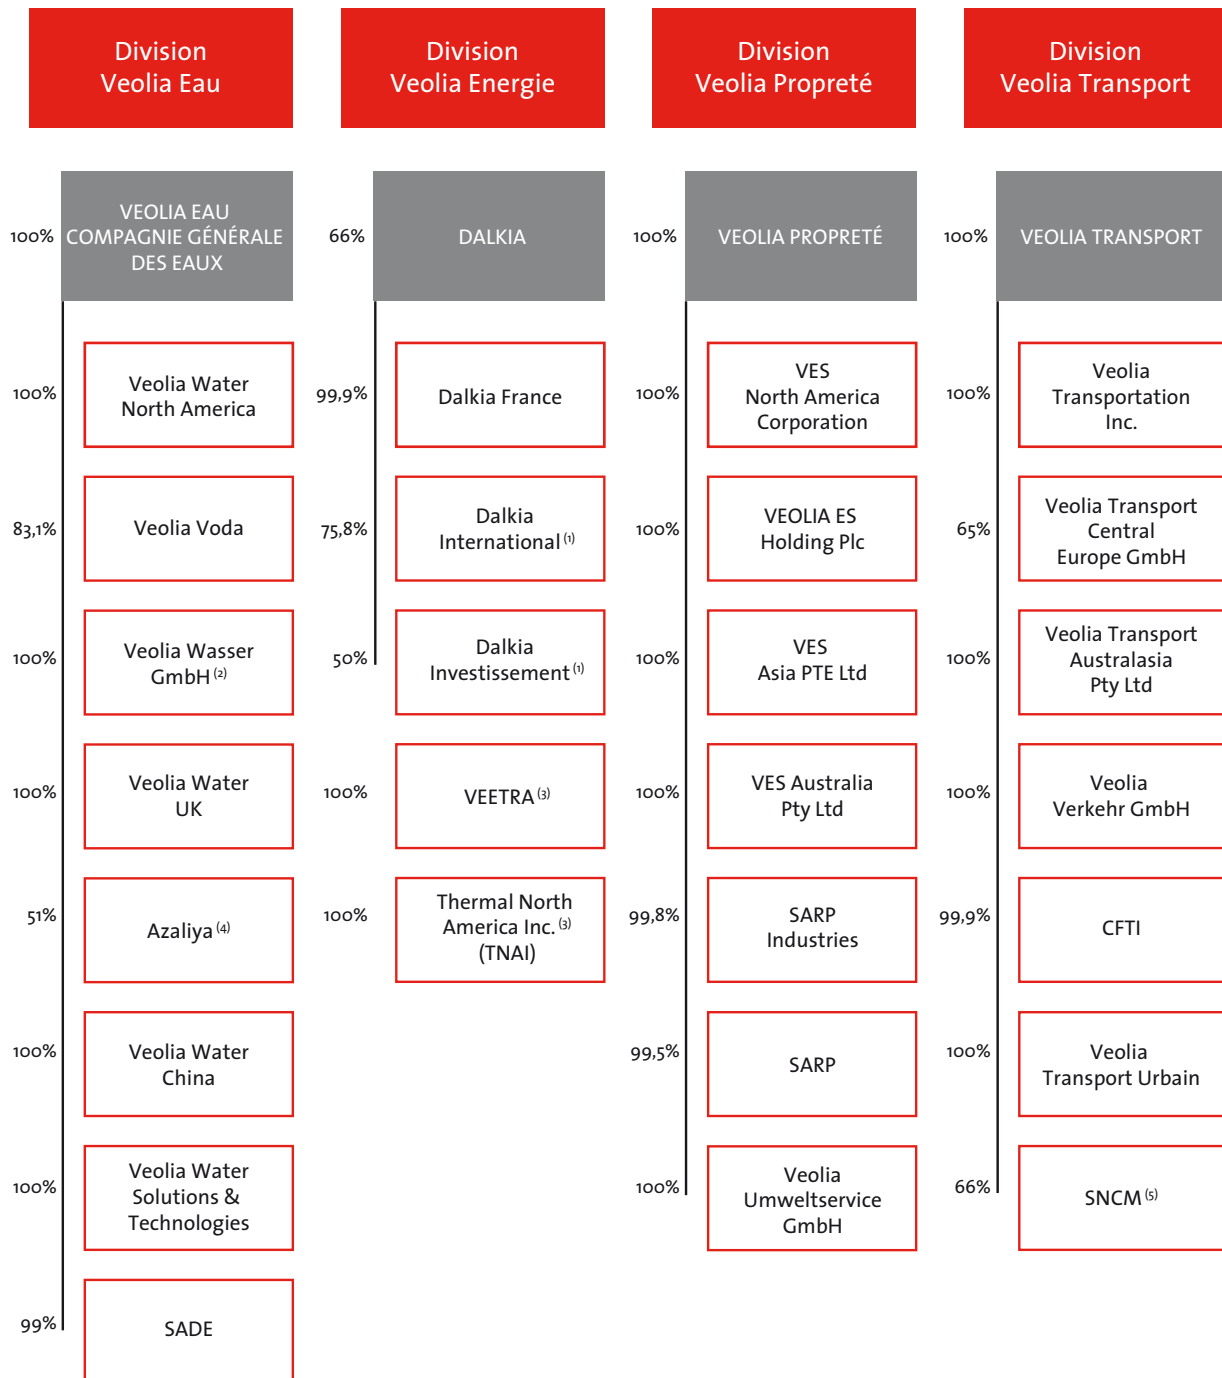 Division
Veolia Eau
Division
Veolia Energie
Division
Veolia Propreté
Division
Veolia Transport
100%
VEOLIA EAU
COMPAGNIE GÉNÉRALE
DES EAUX
66%
DALKIA
100%
VEOLIA PROPRETÉ
100%
VEOLIA TRANSPORT
100%
Veolia Water
North America
99,9%
Dalkia France
100%
VES
North America
Corporation
100%
Veolia
Transportation
Inc.
83,1%
Veolia Voda
75,8%
Dalkia
International (1)
100%
VEOLIA ES
Holding Plc
65%
Veolia Transport
Central
Europe GmbH
100%
Veolia Wasser
GmbH (2)
50%
Dalkia
Investissement (1)
100%
VES
Asia PTE Ltd
100%
Veolia Transport
Australasia
Pty Ltd
100%
Veolia Water
UK
100%
VEETRA (3)
100%
VES Australia
Pty Ltd
100%
Veolia
Verkehr GmbH
51%
Azaliya (4)
100%
Thermal North
America Inc. (3)
(TNAI)
99,8%
SARP
Industries
99,9%
CFTI
100%
Veolia Water
China
99,5%
SARP
100%
Veolia
Transport Urbain
100%
Veolia Water
Solutions &
Technologies
100%
Veolia
Umweltservice
GmbH
66%
SNCM (5)
99%
SADE